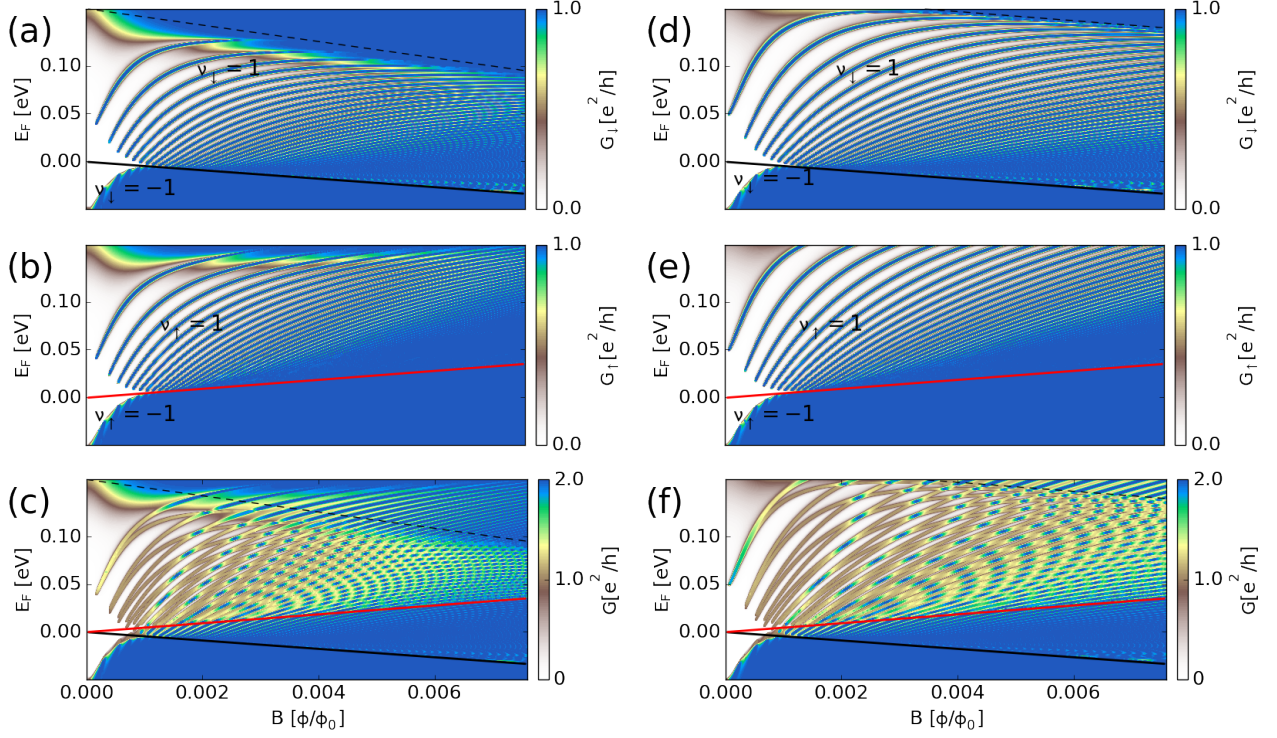 (a)
E_F [eV]
0.10
0.05
0.00
ν↓ = 1
ν↓ = −1
1.0
0.0
G↓[e²/h]
(d)
E_F [eV]
0.10
0.05
0.00
ν↓ = 1
ν↓ = −1
1.0
0.0
G↓[e²/h]
(b)
E_F [eV]
0.10
0.05
0.00
ν↑ = 1
ν↑ = −1
1.0
0.0
G↑[e²/h]
(e)
E_F [eV]
0.10
0.05
0.00
ν↑ = 1
ν↑ = −1
1.0
0.0
G↑[e²/h]
(c)
E_F [eV]
0.10
0.05
0.00
0.000 0.002 0.004 0.006
B [ϕ/ϕ₀]
2.0
1.0
0
G[e²/h]
(f)
E_F [eV]
0.10
0.05
0.00
0.000 0.002 0.004 0.006
B [ϕ/ϕ₀]
2.0
1.0
0
G[e²/h]